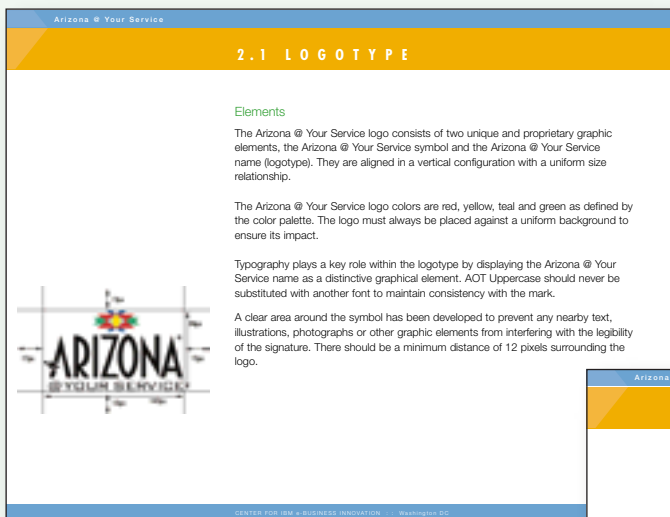 Arizona @ Your Service
2.1 LOGOTYPE
Elements
The Arizona @ Your Service logo consists of two unique and proprietary graphic
elements, the Arizona @ Your Service symbol and the Arizona @ Your Service
name (logotype). They are aligned in a vertical configuration with a uniform size
relationship.
The Arizona @ Your Service logo colors are red, yellow, teal and green as defined by
the color palette. The logo must always be placed against a uniform background to
ensure its impact.
Typography plays a key role within the logotype by displaying the Arizona @ Your
Service name as a distinctive graphical element. AOT Uppercase should never be
substituted with another font to maintain consistency with the mark.
A clear area around the symbol has been developed to prevent any nearby text,
illustrations, photographs or other graphic elements from interfering with the legibility
of the signature. There should be a minimum distance of 12 pixels surrounding the
logo.
ARIZONA
@ YOUR SERVICE
Arizona
CENTER FOR IBM e-BUSINESS INNOVATION : : Washington DC